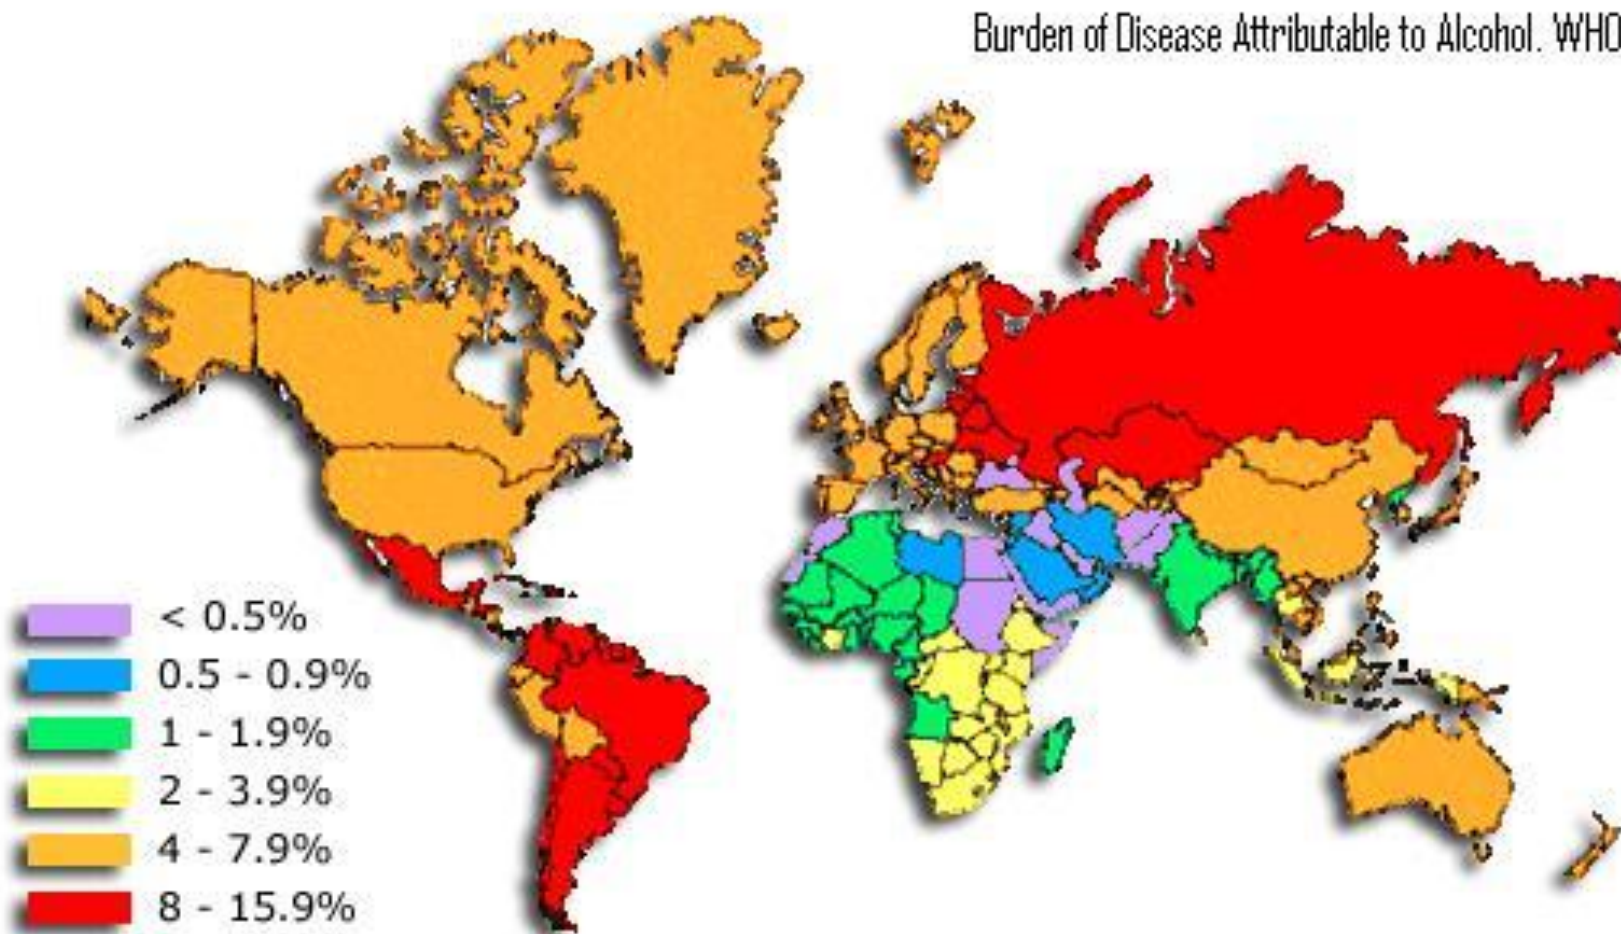 Burden of Disease Attributable to Alcohol. WHO
< 0.5%
0.5 - 0.9%
1 - 1.9%
2 - 3.9%
4 - 7.9%
8 - 15.9%